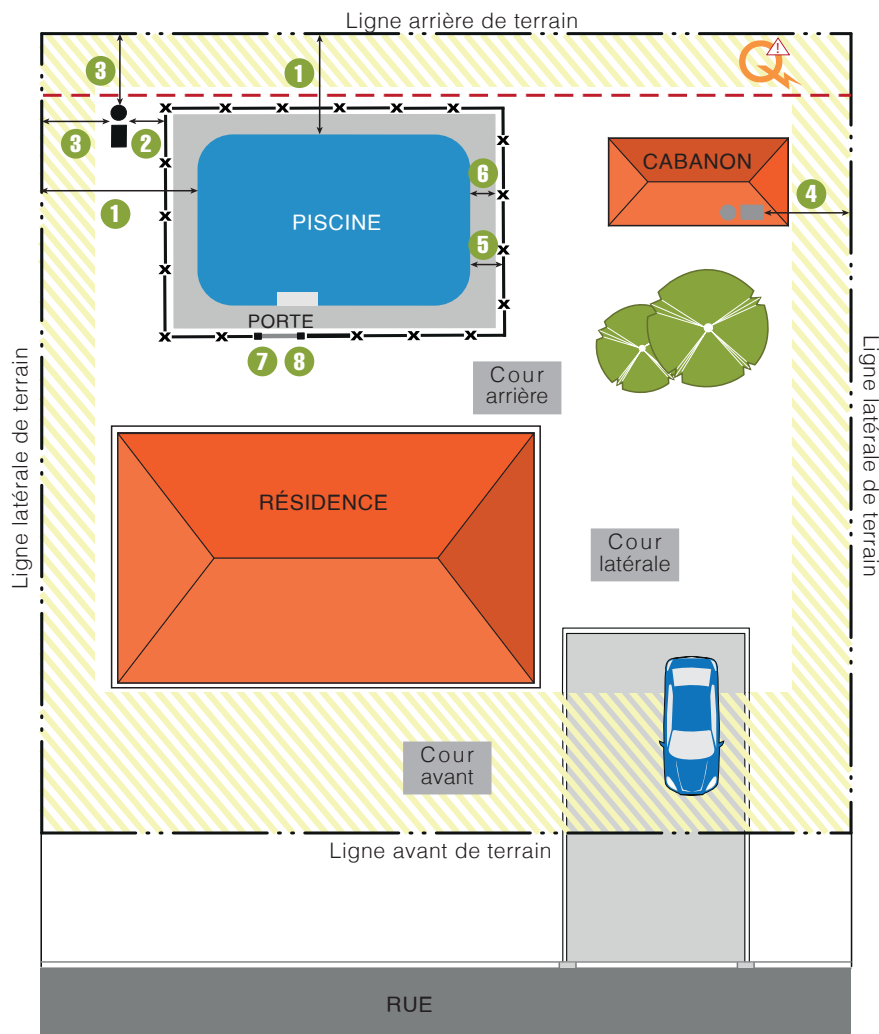 Ligne arrière de terrain
3
1
!
3
2
CABANON
6
4
1
PISCINE
5
PORTE
7
8
Cour
arrière
Ligne latérale de terrain
Ligne latérale de terrain
RÉSIDENCE
Cour
latérale
Cour
avant
Ligne avant de terrain
RUE